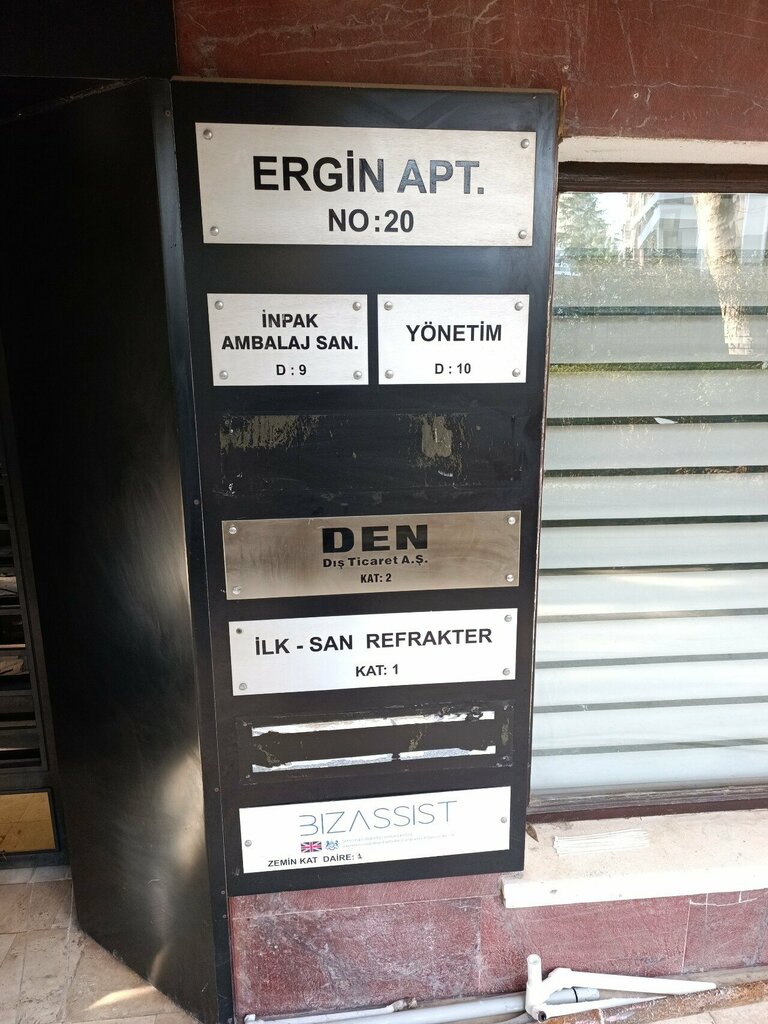 ERGİN APT.
NO:20
İNPAK
AMBALAJ SAN.
D : 9
YÖNETİM
D : 10
DEN
Dış Ticaret A.Ş.
KAT: 2
İLK - SAN REFRAKTER
KAT: 1
BIZASSIST
ZEMİN KAT DAİRE: 1